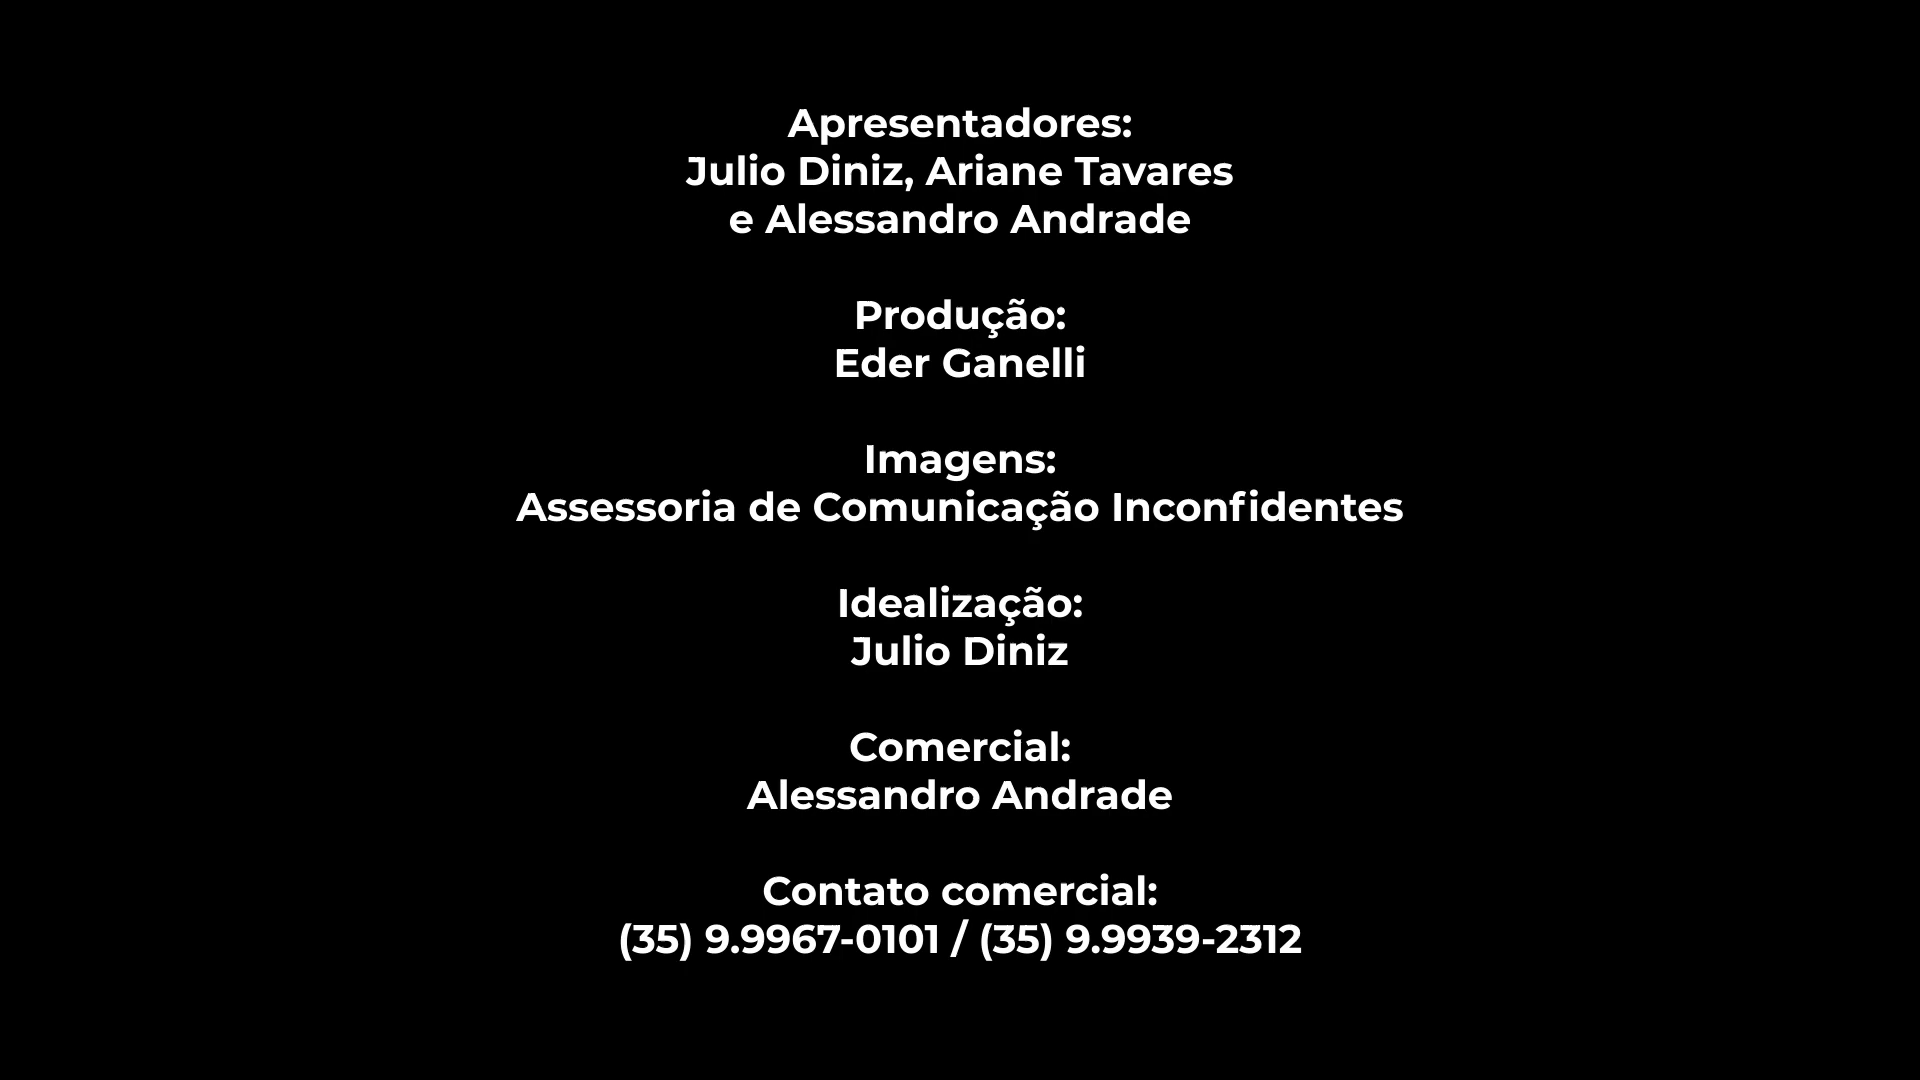 Apresentadores:
Julio Diniz, Ariane Tavares
e Alessandro Andrade
Produção:
Eder Ganelli
Imagens:
Assessoria de Comunicação Inconfidentes
Idealização:
Julio Diniz
Comercial:
Alessandro Andrade
Contato comercial:
(35) 9.9967-0101 / (35) 9.9939-2312